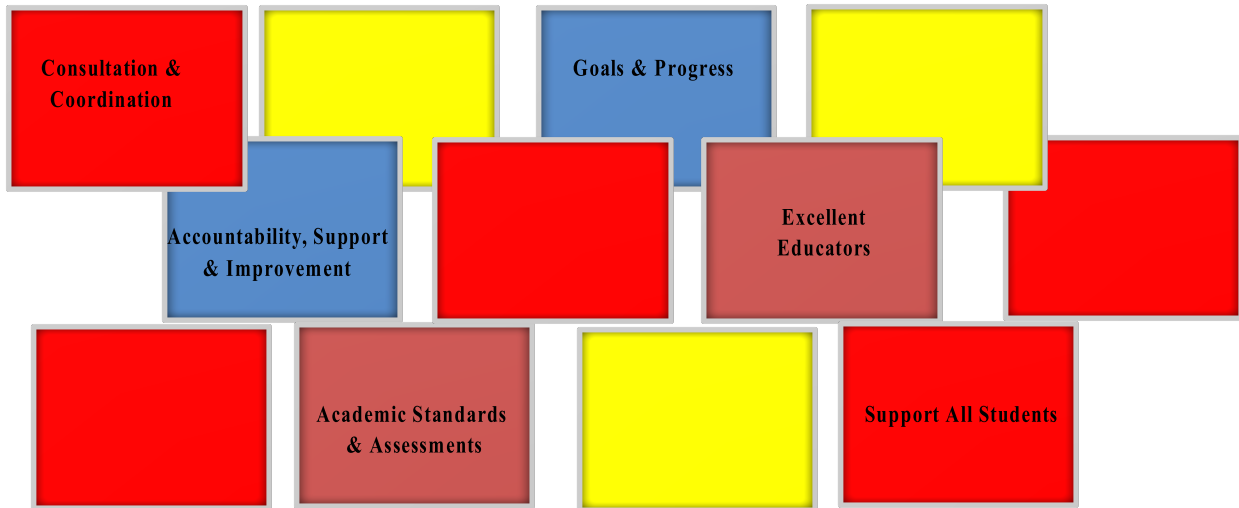 Consultation &
Coordination
Goals & Progress
Accountability, Support
& Improvement
Excellent
Educators
Academic Standards
& Assessments
Support All Students